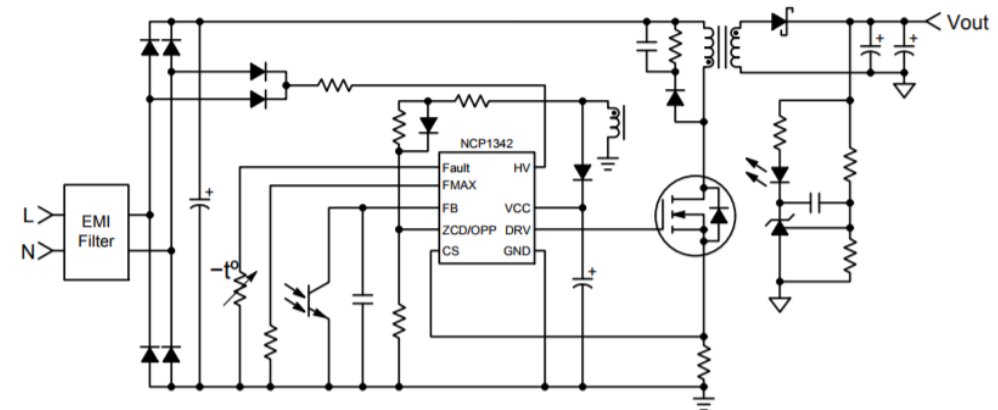 Vout
NCP1342
Fault HV
FMAX
FB VCC
ZCD/OPP DRV
CS GND
L
N
EMI
Filter
−t°
+
+
+
+